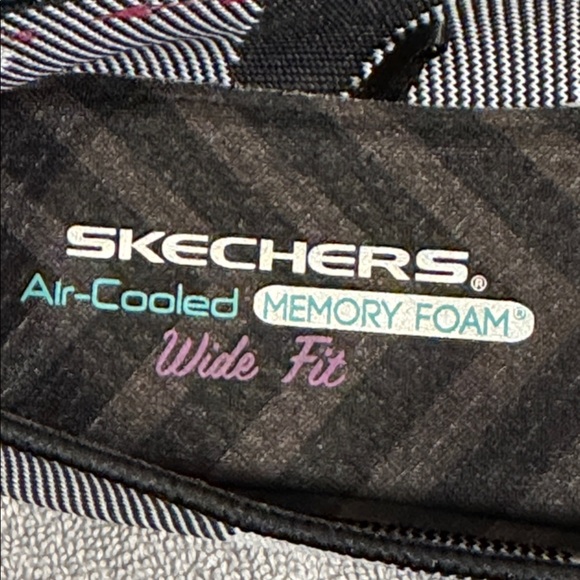 SKECHERS®
Air-Cooled MEMORY FOAM®
Wide Fit